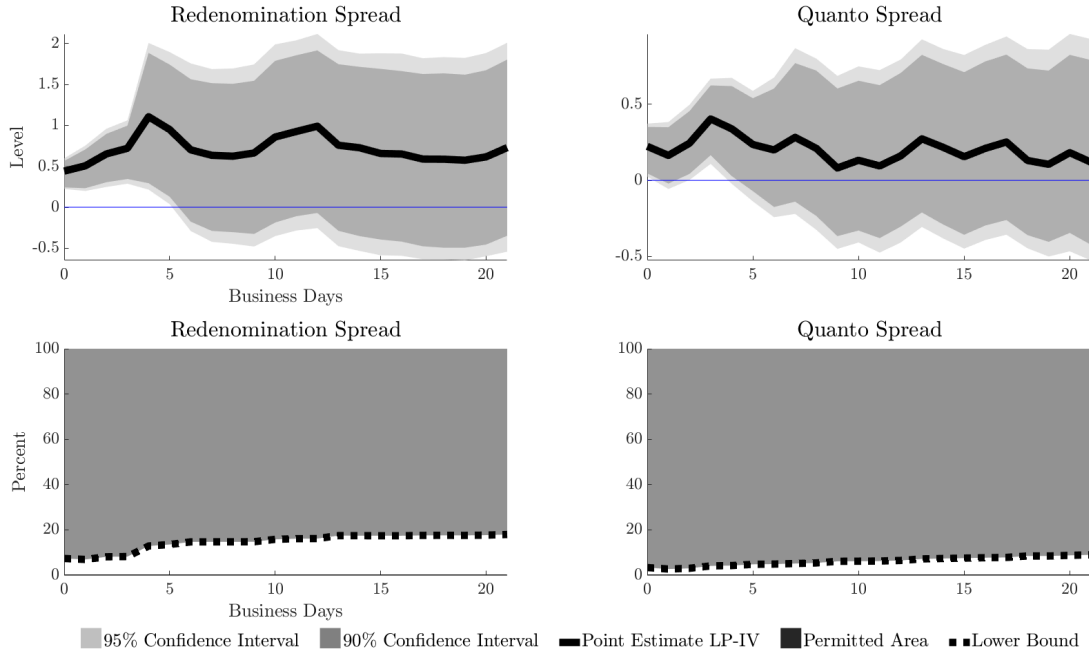 Redenomination Spread
Quanto Spread
2
1.5
1
0.5
0
-0.5
Level
0 5 10 15 20
Business Days
0.5
0
-0.5
0 5 10 15 20
Redenomination Spread
Quanto Spread
100
80
60
40
20
0
Percent
0 5 10 15 20
Business Days
100
80
60
40
20
0
0 5 10 15 20
95% Confidence Interval 90% Confidence Interval Point Estimate LP-IV Permitted Area Lower Bound